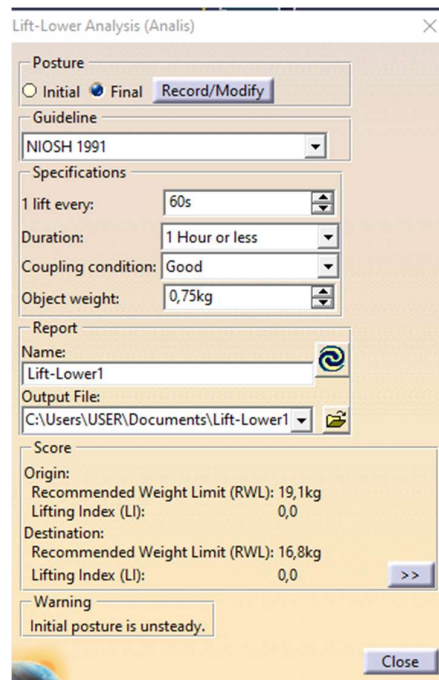 Lift-Lower Analysis (Analis)
Posture
Initial Final Record/Modify
Guideline
NIOSH 1991
Specifications
1 lift every: 60s
Duration: 1 Hour or less
Coupling condition: Good
Object weight: 0,75kg
Report
Name:
Lift-Lower1
Output File:
C:\Users\USER\Documents\Lift-Lower1
Score
Origin:
Recommended Weight Limit (RWL): 19,1kg
Lifting Index (LI): 0,0
Destination:
Recommended Weight Limit (RWL): 16,8kg
Lifting Index (LI): 0,0 >>
Warning
Initial posture is unsteady.
Close